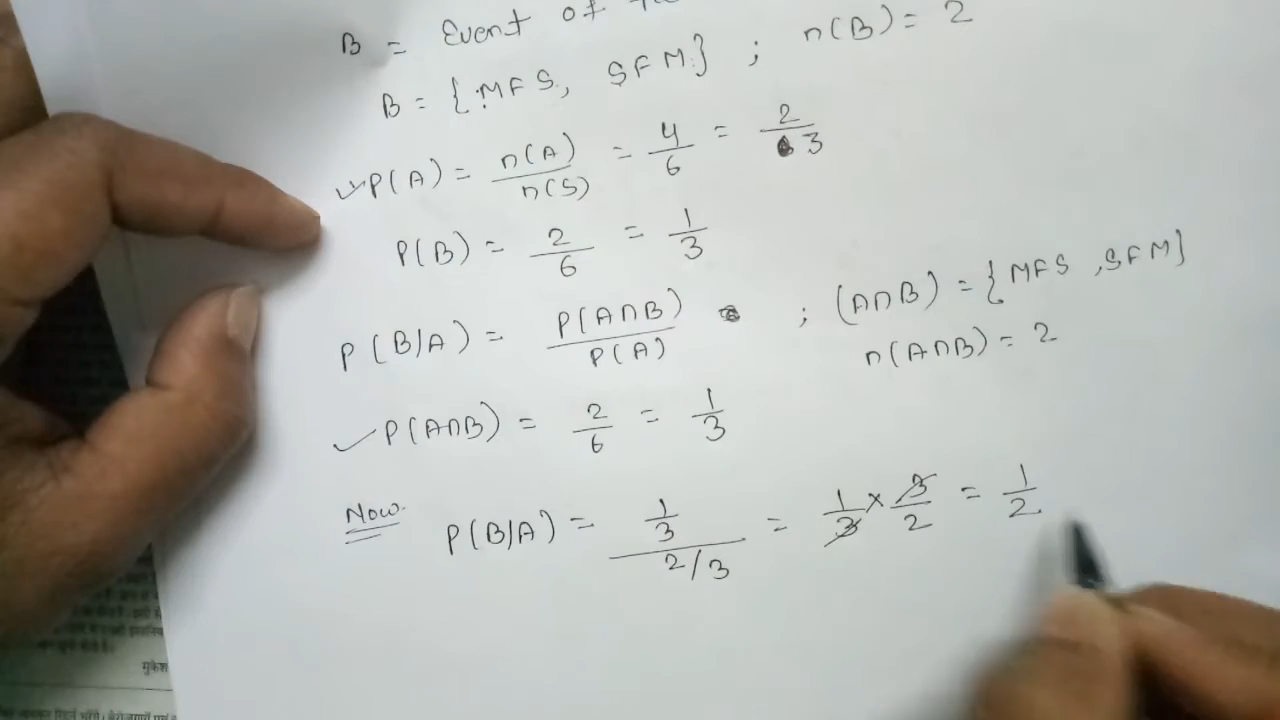 B = Event of
B = {MFS, SFM} ; n(B) = 2
✓P(A) = n(A)/n(S) = 4/6 = 2/3
P(B) = 2/6 = 1/3
P(B/A) = P(A∩B)/P(A) ; (A∩B) = {MFS, SFM}
n(A∩B) = 2
✓P(A∩B) = 2/6 = 1/3
Now. P(B/A) = 1/3 / 2/3 = 1/3 × 3/2 = 1/2
मुकेश